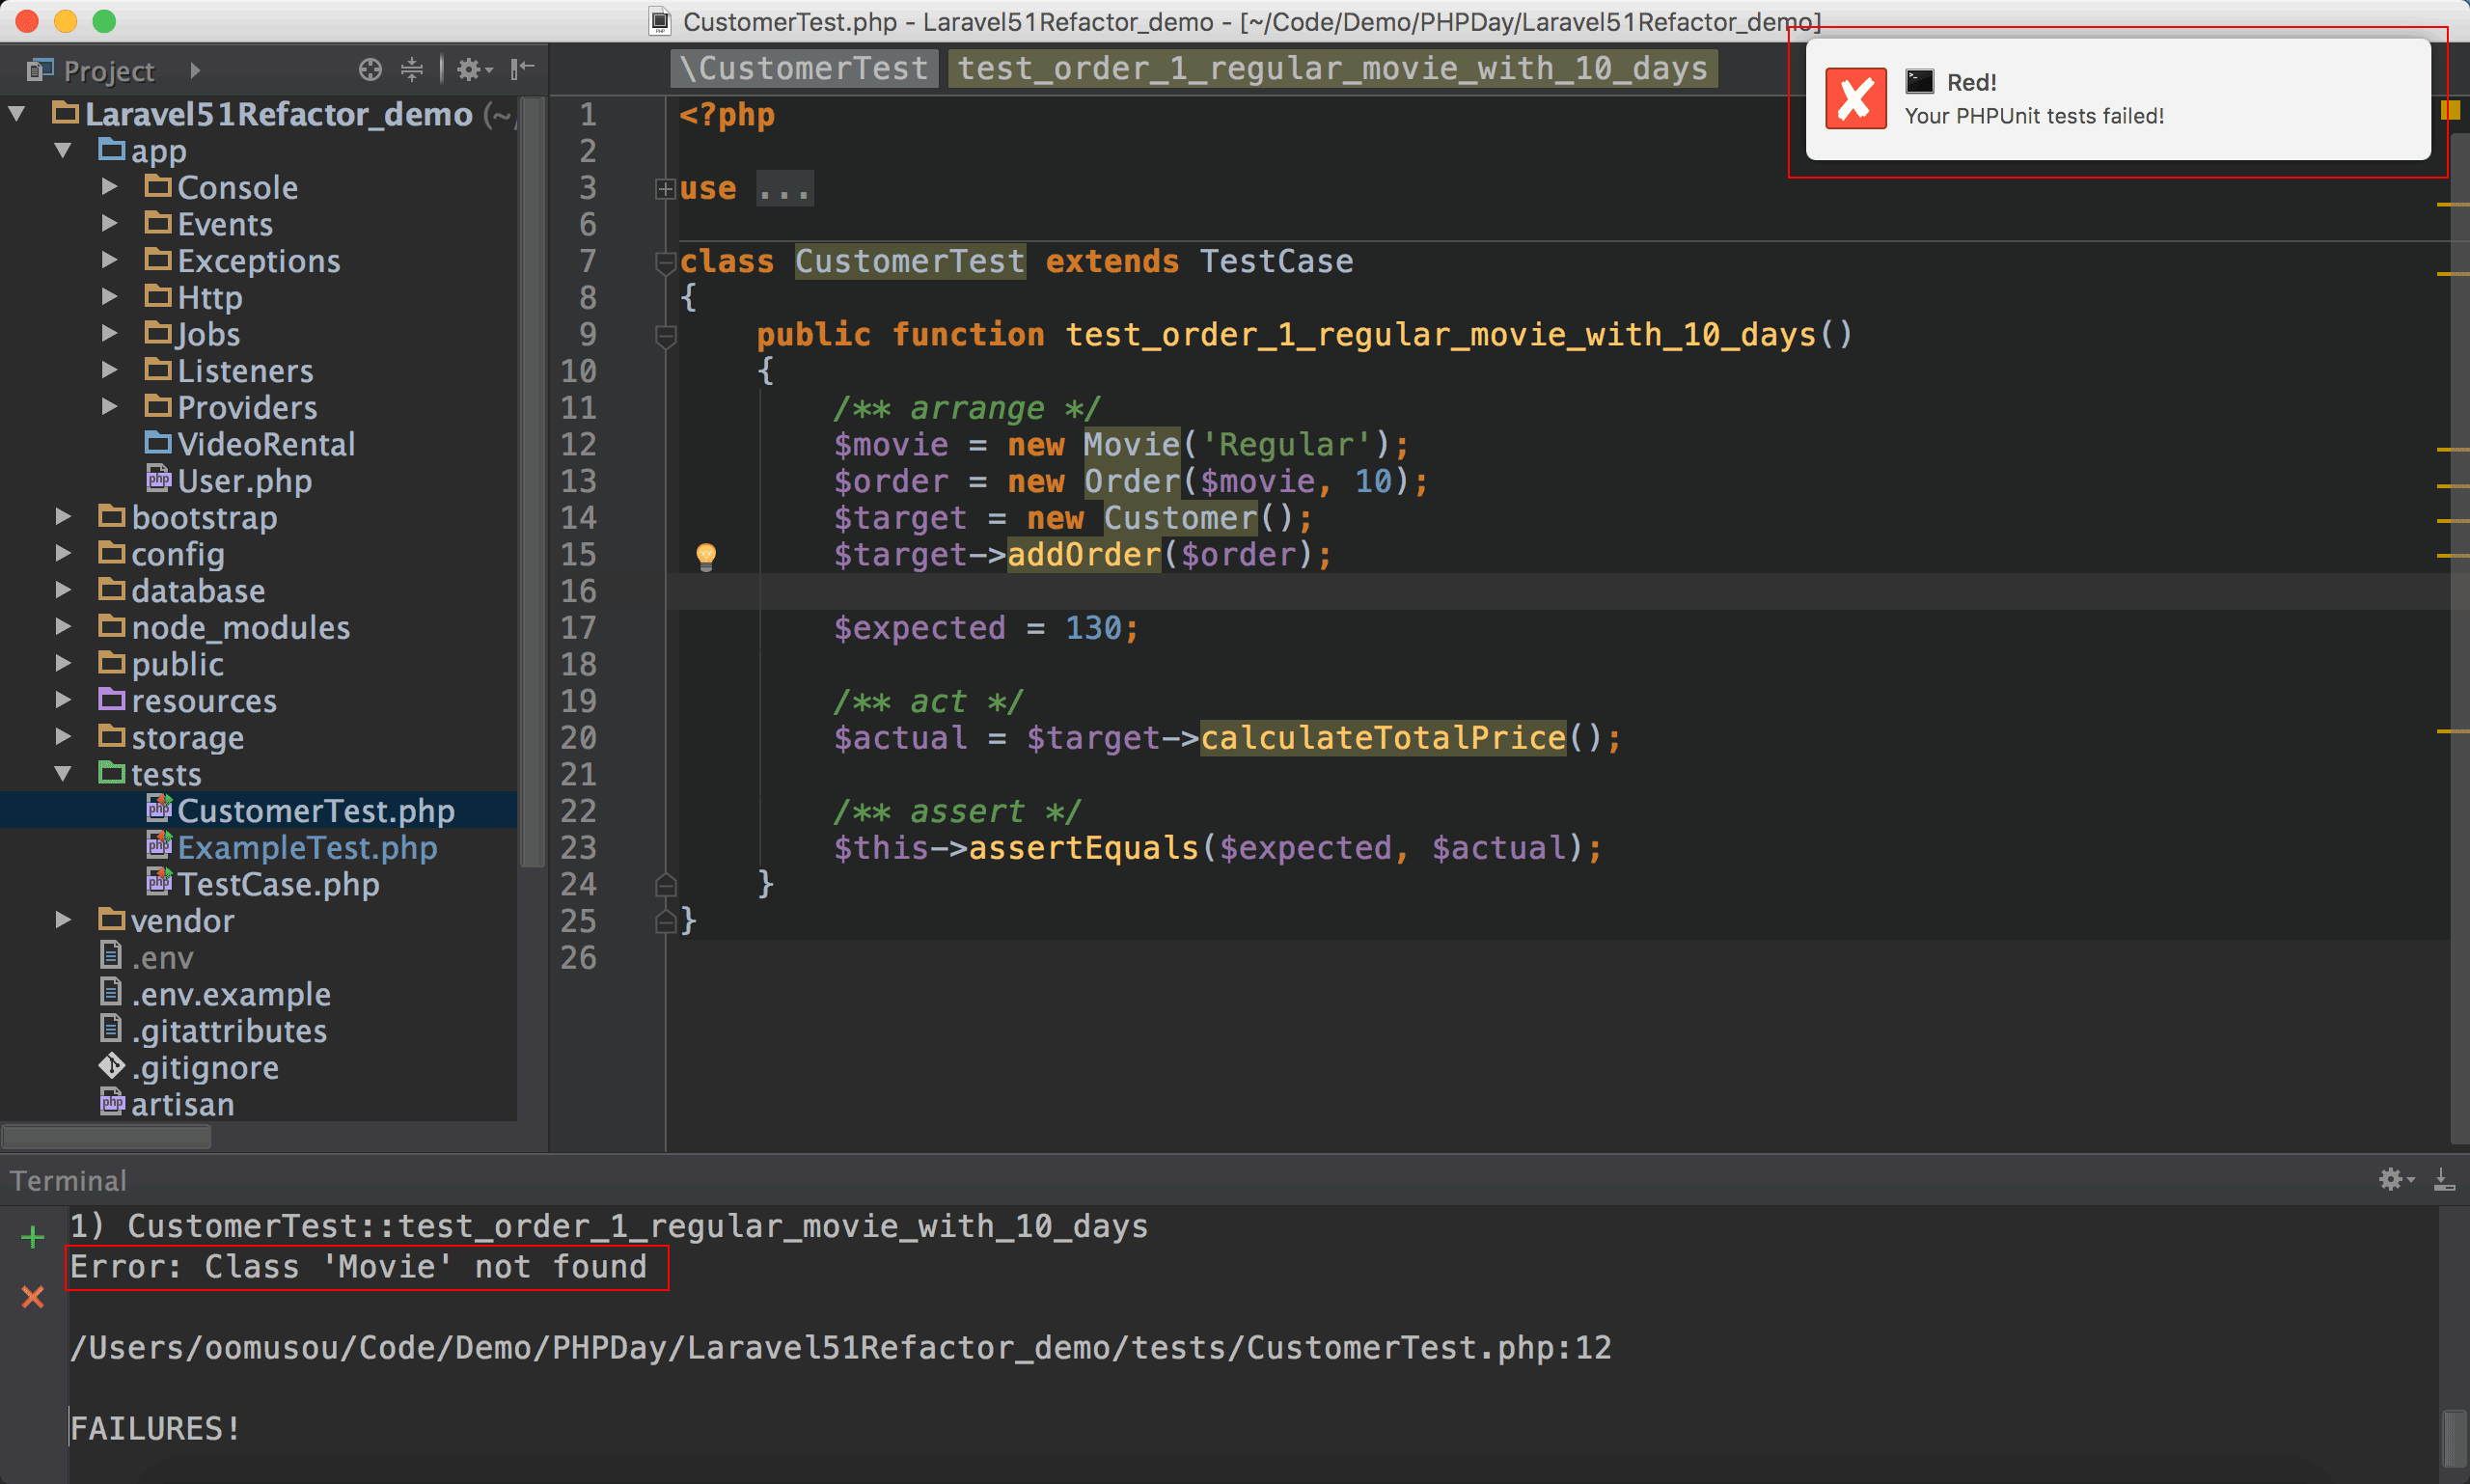 CustomerTest.php - Laravel51Refactor_demo - [~/Code/Demo/PHPDay/Laravel51Refactor_demo]
Project
\CustomerTest test_order_1_regular_movie_with_10_days
Red!
Your PHPUnit tests failed!
Laravel51Refactor_demo (~/
app
Console
Events
Exceptions
Http
Jobs
Listeners
Providers
VideoRental
User.php
bootstrap
config
database
node_modules
public
resources
storage
tests
CustomerTest.php
ExampleTest.php
TestCase.php
vendor
.env
.env.example
.gitattributes
.gitignore
artisan
1 <?php
2
3 use ...
6
7 class CustomerTest extends TestCase
8 {
9 public function test_order_1_regular_movie_with_10_days()
10 {
11 /** arrange */
12 $movie = new Movie('Regular');
13 $order = new Order($movie, 10);
14 $target = new Customer();
15 $target->addOrder($order);
16
17 $expected = 130;
18
19 /** act */
20 $actual = $target->calculateTotalPrice();
21
22 /** assert */
23 $this->assertEquals($expected, $actual);
24 }
25 }
26
Terminal
1) CustomerTest::test_order_1_regular_movie_with_10_days
Error: Class 'Movie' not found
/Users/oomusou/Code/Demo/PHPDay/Laravel51Refactor_demo/tests/CustomerTest.php:12
FAILURES!